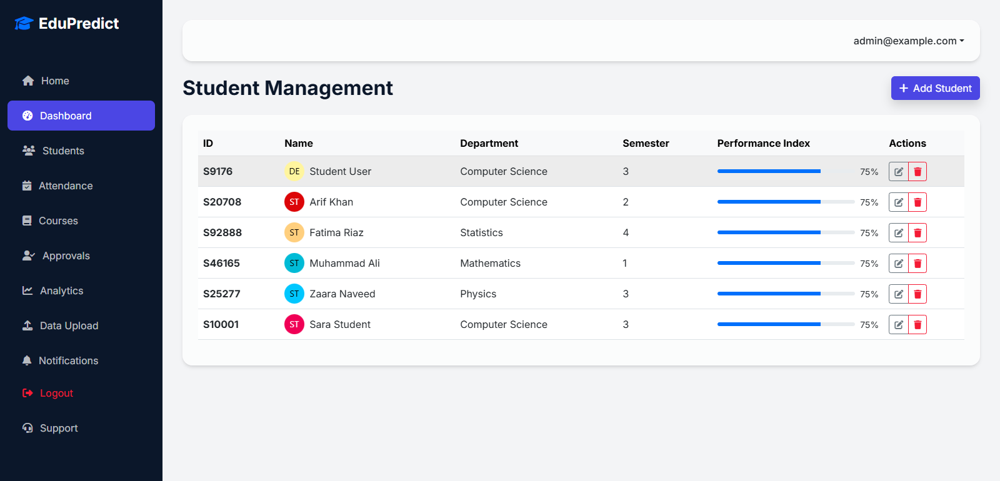 EduPredict
Home
Dashboard
Students
Attendance
Courses
Approvals
Analytics
Data Upload
Notifications
Logout
Support
admin@example.com
Student Management
Add Student
ID Name Department Semester Performance Index Actions
S9176 DE Student User Computer Science 3 75%
S20708 ST Arif Khan Computer Science 2 75%
S92888 ST Fatima Riaz Statistics 4 75%
S46165 ST Muhammad Ali Mathematics 1 75%
S25277 ST Zaara Naveed Physics 3 75%
S10001 ST Sara Student Computer Science 3 75%